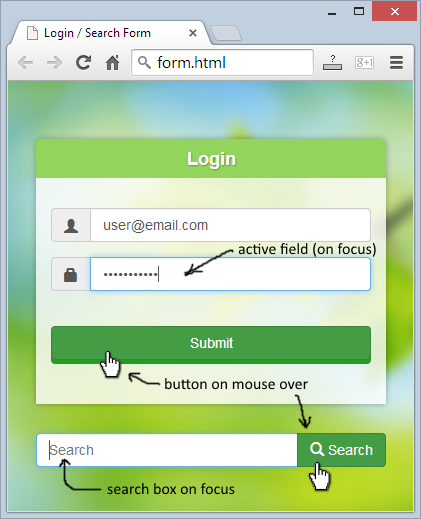 Login / Search Form
form.html
?
g+1
Login
user@email.com
active field (on focus)
•••••••••••
Submit
button on mouse over
Search
Search
search box on focus